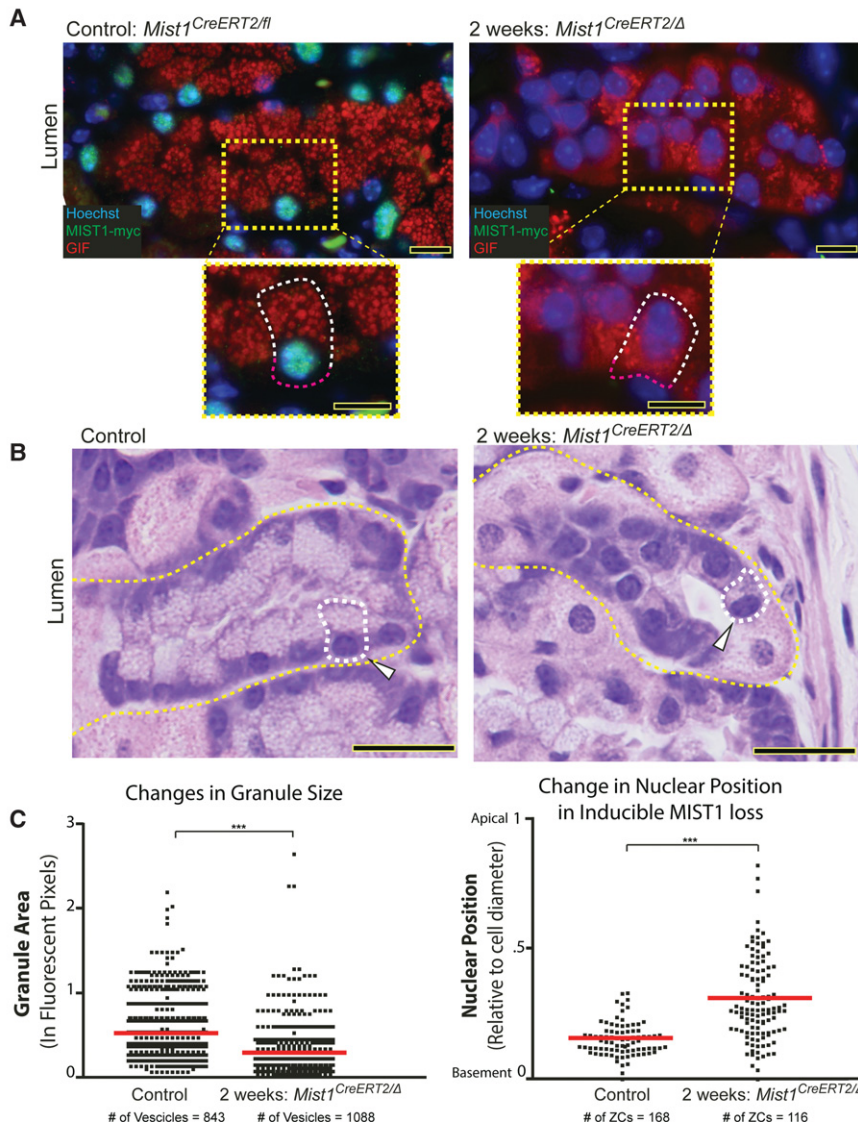 A
Control: Mist1CreERT2/fl
2 weeks: Mist1CreERT2/Δ
Lumen
Hoechst
MIST1-myc
GIF
Hoechst
MIST1-myc
GIF
B
Control
2 weeks: Mist1CreERT2/Δ
Lumen
C
Changes in Granule Size
3
2
1
0
Granule Area
(In Fluorescent Pixels)
***
Control
2 weeks: Mist1CreERT2/Δ
# of Vescicles = 843
# of Vesicles = 1088
Change in Nuclear Position
in Inducible MIST1 loss
Apical
1
.5
Basement
0
Nuclear Position
(Relative to cell diameter)
***
Control
2 weeks: Mist1CreERT2/Δ
# of ZCs = 168
# of ZCs = 116